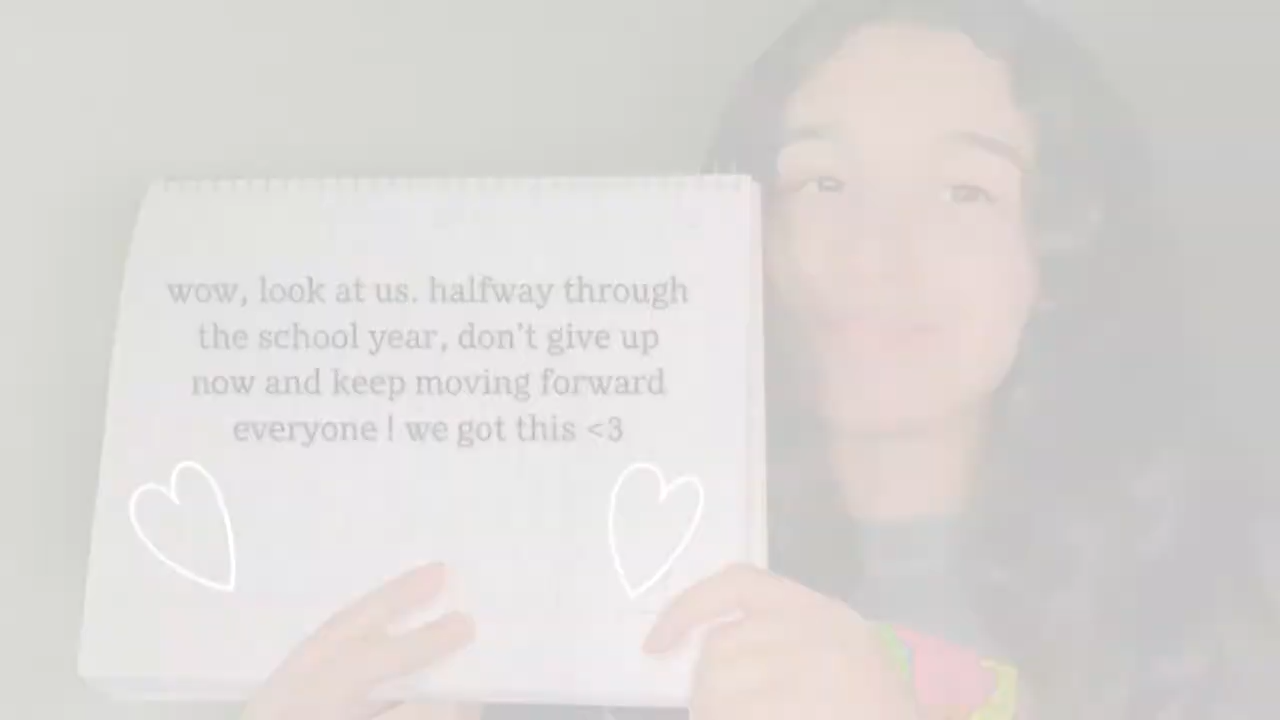 wow, look at us. halfway through
the school year, don't give up
now and keep moving forward
everyone ! we got this <3